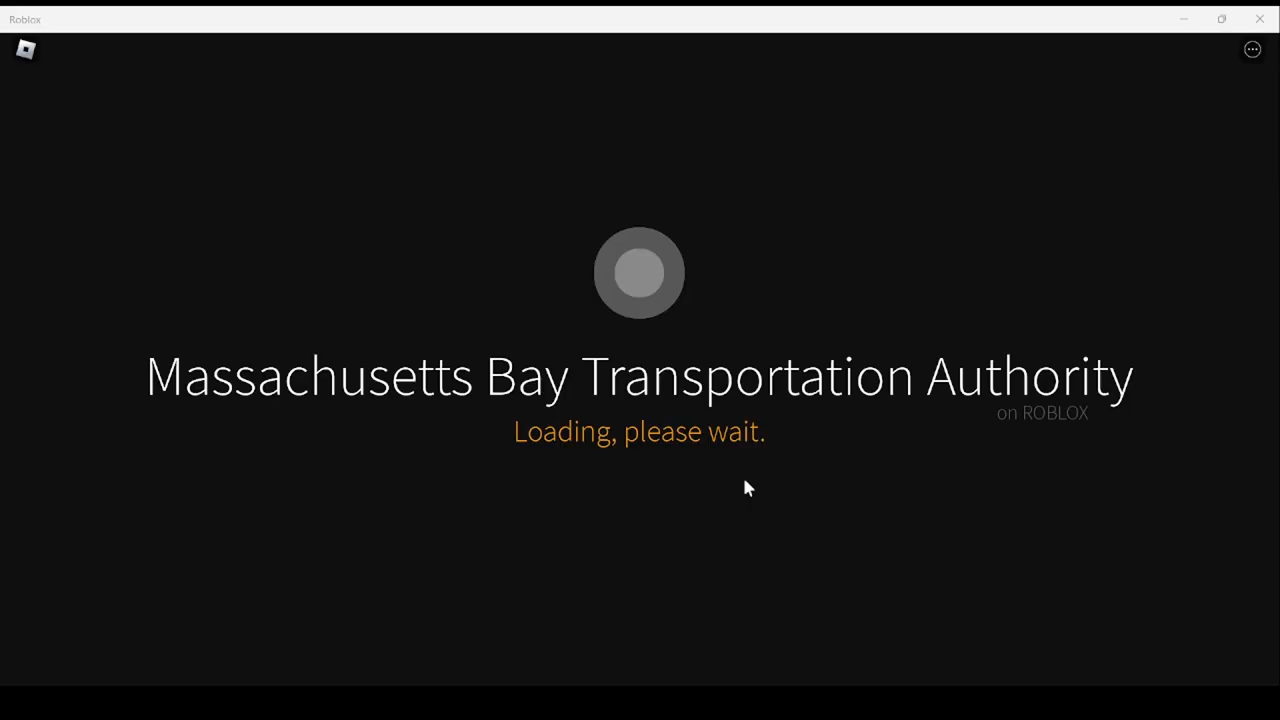 Roblox
Massachusetts Bay Transportation Authority
on ROBLOX
Loading, please wait.